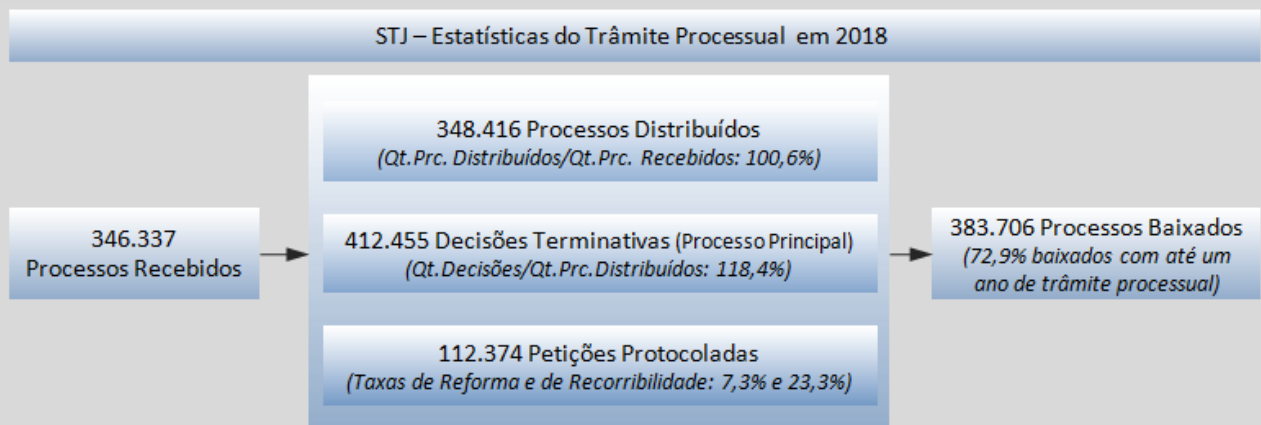 STJ – Estatísticas do Trâmite Processual em 2018
346.337
Processos Recebidos
348.416 Processos Distribuídos
(Qt.Prc. Distribuídos/Qt.Prc. Recebidos: 100,6%)
412.455 Decisões Terminativas (Processo Principal)
(Qt.Decisões/Qt.Prc.Distribuídos: 118,4%)
112.374 Petições Protocoladas
(Taxas de Reforma e de Recorribilidade: 7,3% e 23,3%)
383.706 Processos Baixados
(72,9% baixados com até um
ano de trâmite processual)